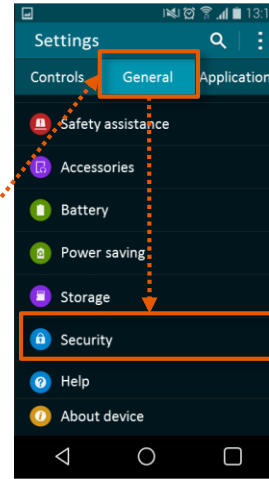 13:1
Settings
Controls General Application
Safety assistance
Accessories
Battery
Power saving
Storage
Security
Help
About device